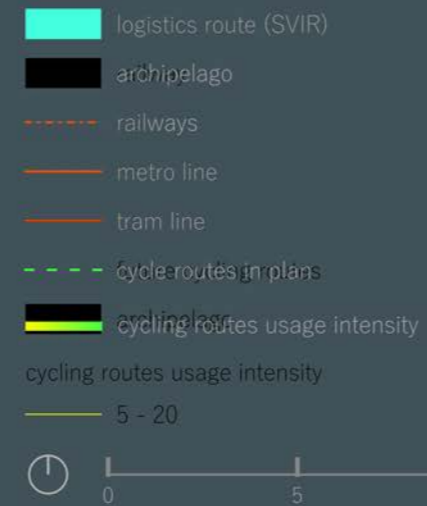 logistics route (SVIR)
archipelago
railways
metro line
tram line
cycle routes in plan
cycling routes usage intensity
cycling routes usage intensity
5 - 20
0 5